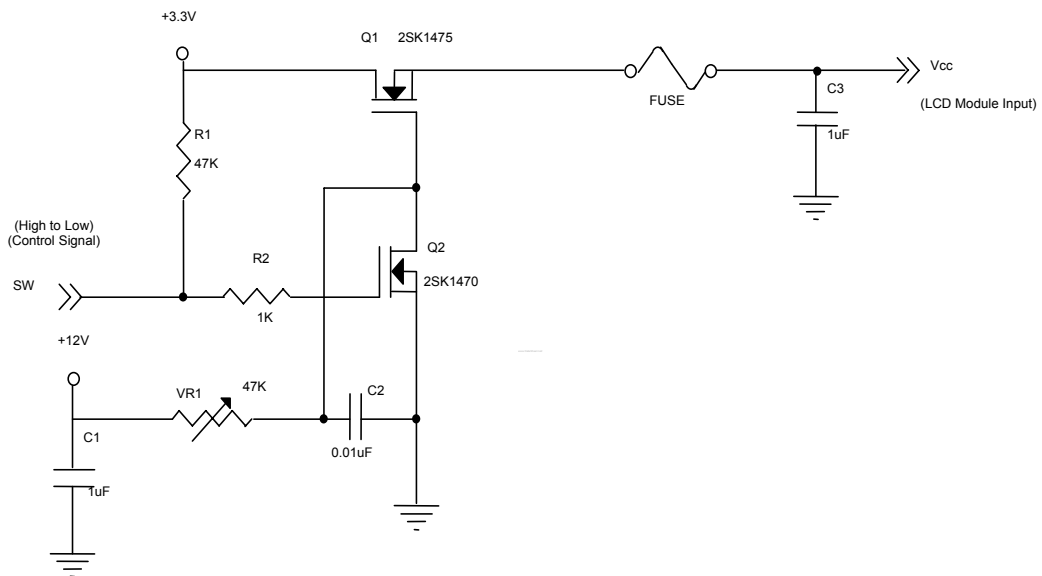 +3.3V
Q1 2SK1475
Vcc
FUSE
C3
(LCD Module Input)
1uF
R1
47K
(High to Low)
(Control Signal)
Q2
R2
2SK1470
SW
1K
+12V
VR1
47K
C2
C1
0.01uF
1uF